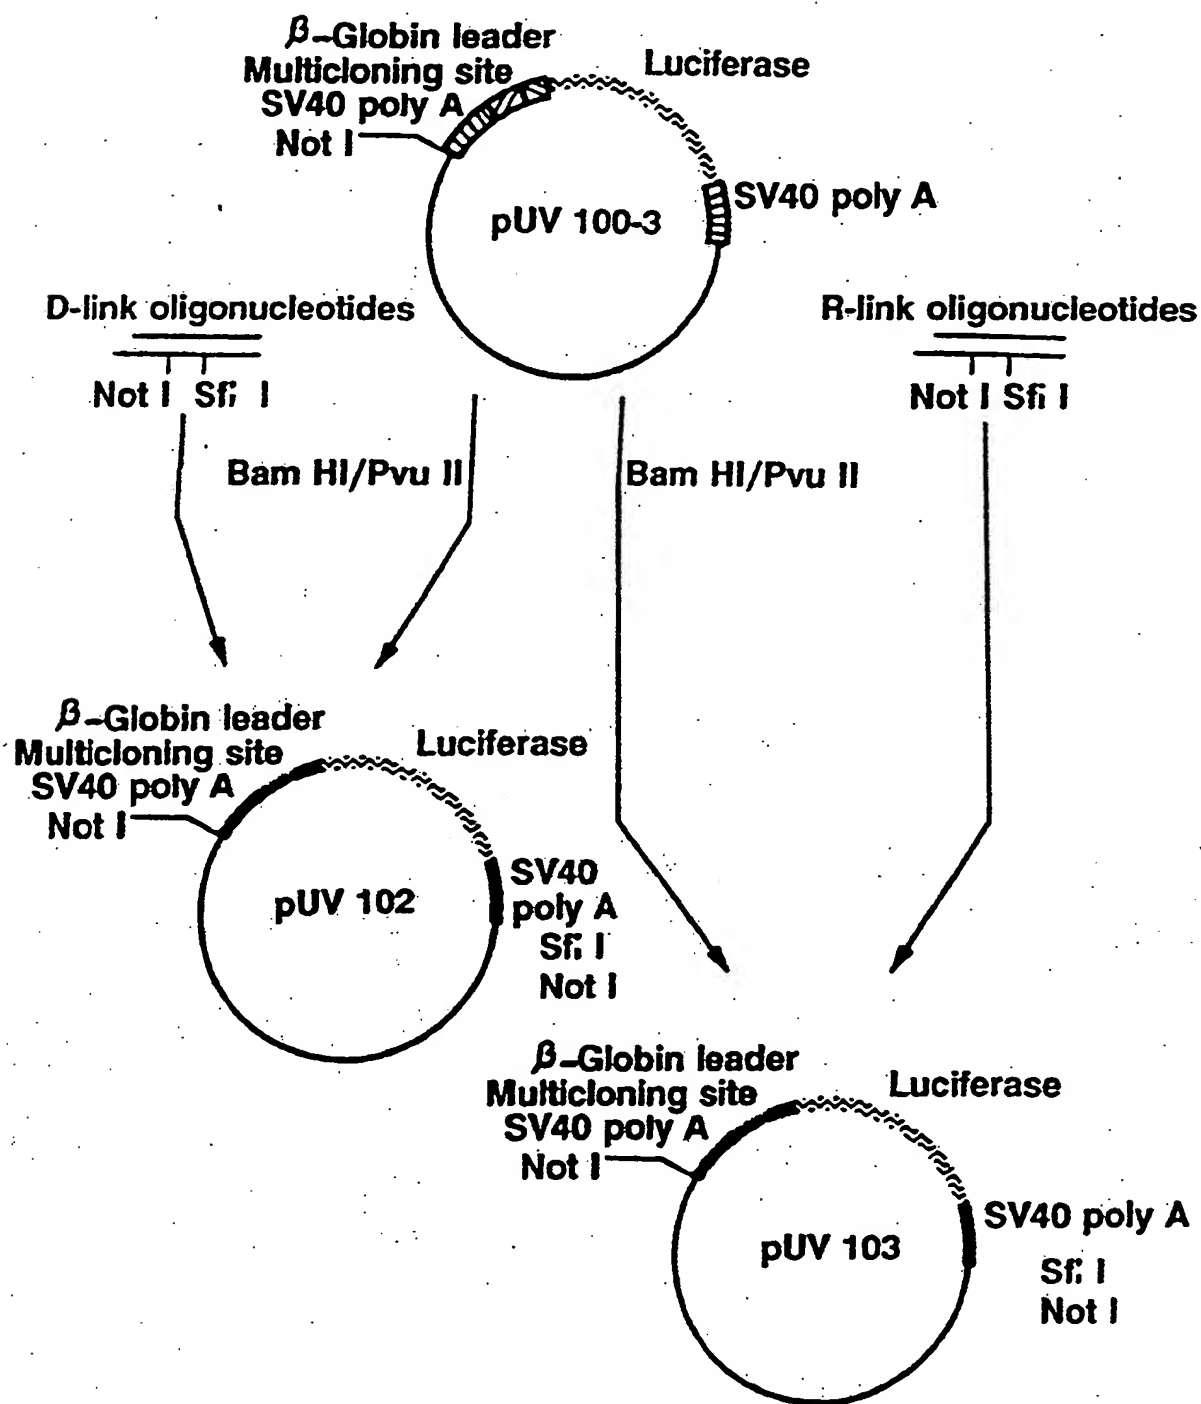 β-Globin leader
Multicloning site
SV40 poly A
Not I
Luciferase
SV40 poly A
pUV 100-3
D-link oligonucleotides
Not I Sfi I
R-link oligonucleotides
Not I Sfi I
Bam HI/Pvu II
Bam HI/Pvu II
β-Globin leader
Multicloning site
SV40 poly A
Not I
Luciferase
SV40
poly A
Sfi I
Not I
pUV 102
β-Globin leader
Multicloning site
SV40 poly A
Not I
Luciferase
SV40 poly A
Sfi I
Not I
pUV 103